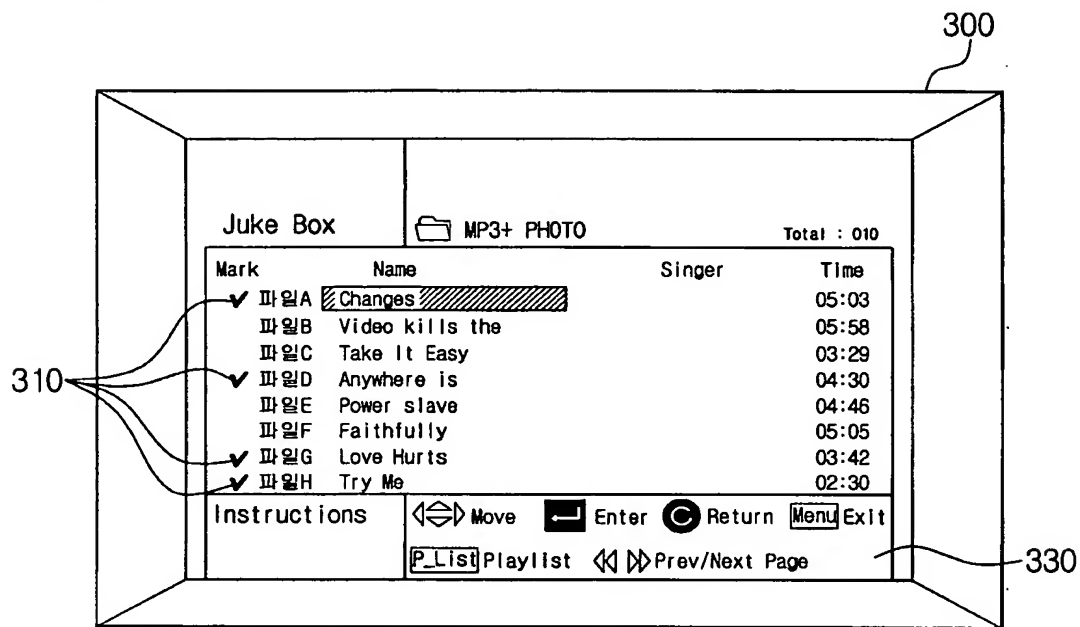 300
Juke Box MP3+ PHOTO Total : 010
Mark Name Singer Time
✔ 파일A Changes 05:03
파일B Video kills the 05:58
파일C Take It Easy 03:29
310
✔ 파일D Anywhere is 04:30
파일E Power slave 04:46
파일F Faithfully 05:05
✔ 파일G Love Hurts 03:42
✔ 파일H Try Me 02:30
Instructions Move Enter C Return Menu Exit
P_List Playlist Prev/Next Page
330